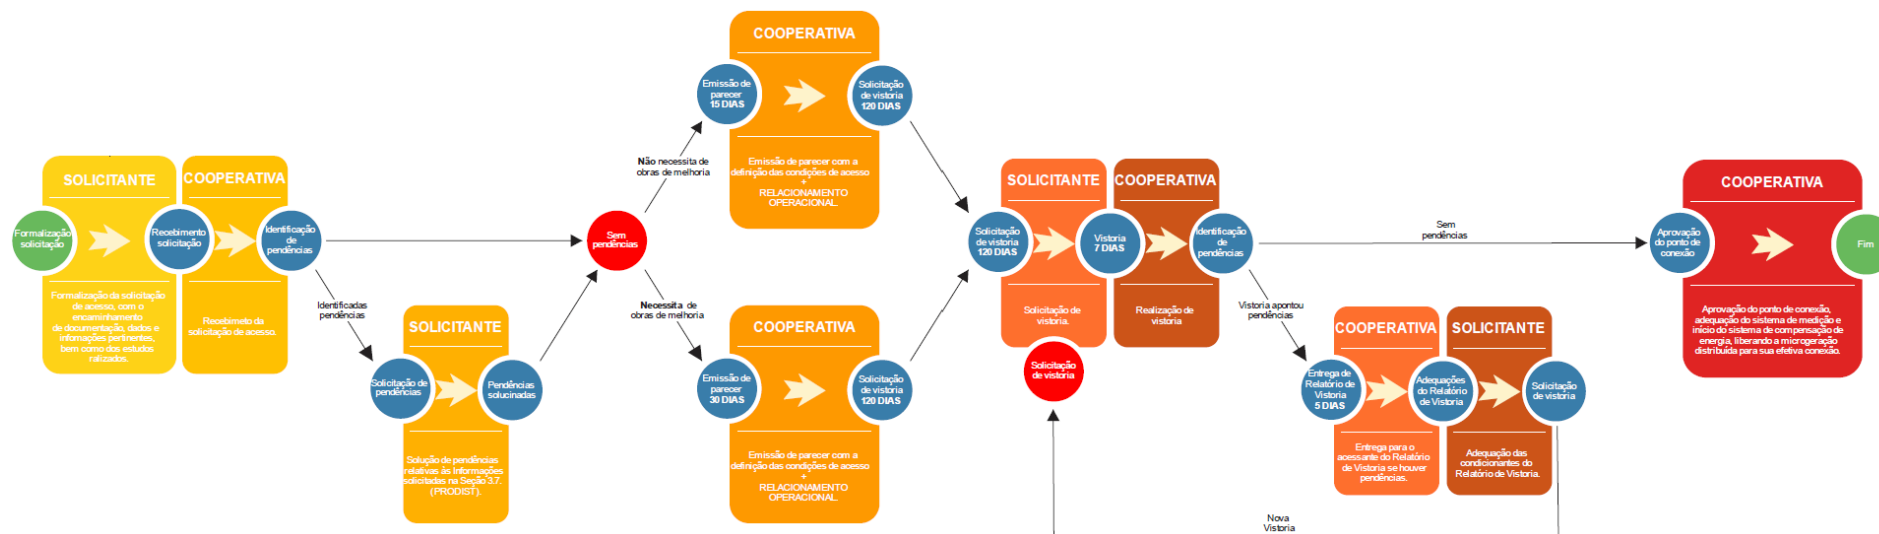 SOLICITANTE
COOPERATIVA
Formalização
solicitação
Recebimento
solicitação
Identificação
de
pendências
Formalização da solicitação
de acesso, com o
encaminhamento
de documentação, dados e
infomações pertinentes,
bem como dos estudos
ralizados.
Recebimeto da
solicitação de acesso.
Identificadas
pendências
SOLICITANTE
Solicitação de
pendências
Pendências
solucinadas
Solução de pendências
relativas às Informações
solicitadas na Seção 3.7.
(PRODIST).
Sem
pendências
Não necessita de
obras de melhoria
Necessita de
obras de melhoria
COOPERATIVA
Emissão de
parecer
15 DIAS
Solicitação
de vistoria
120 DIAS
Emissão de parecer com a
definição das condições de acesso
+
RELACIONAMENTO
OPERACIONAL.
COOPERATIVA
Emissão de
parecer
30 DIAS
Solicitação
de vistoria
120 DIAS
Emissão de parecer com a
definição das condições de acesso
+
RELACIONAMENTO
OPERACIONAL.
SOLICITANTE
COOPERATIVA
Solicitação
de vistoria
120 DIAS
Vistoria
7 DIAS
Identificação
de
pendências
Solicitação de
vistoria.
Realização de
vistoria
Solicitação
de vistoria
Sem
pendências
Vistoria apontou
pendências
COOPERATIVA
SOLICITANTE
Entrega de
Relatório de
Vistoria
5 DIAS
Adequações
do Relatório
de Vistoria
Solicitação
de vistoria
Entrega para o
acessante do Relatório
de Vistoria se houver
pendências.
Adequação das
condicionantes do
Relatório de Vistoria.
Nova
Vistoria
COOPERATIVA
Aprovação
do ponto de
conexão
Fim
Aprovação do ponto de conexão,
adequação do sistema de medição e
início do sistema de compensação de
energia, liberando a microgeração
distribuída para sua efetiva conexão.